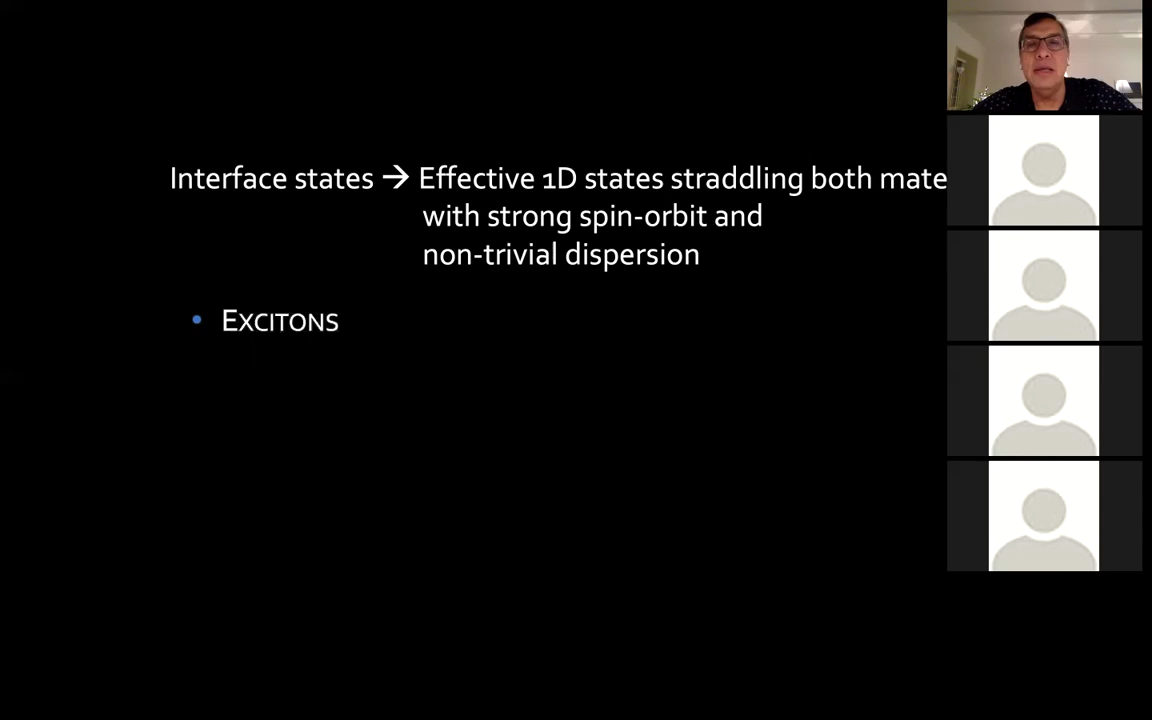 Interface states → Effective 1D states straddling both mate
with strong spin-orbit and
non-trivial dispersion
• EXCITONS